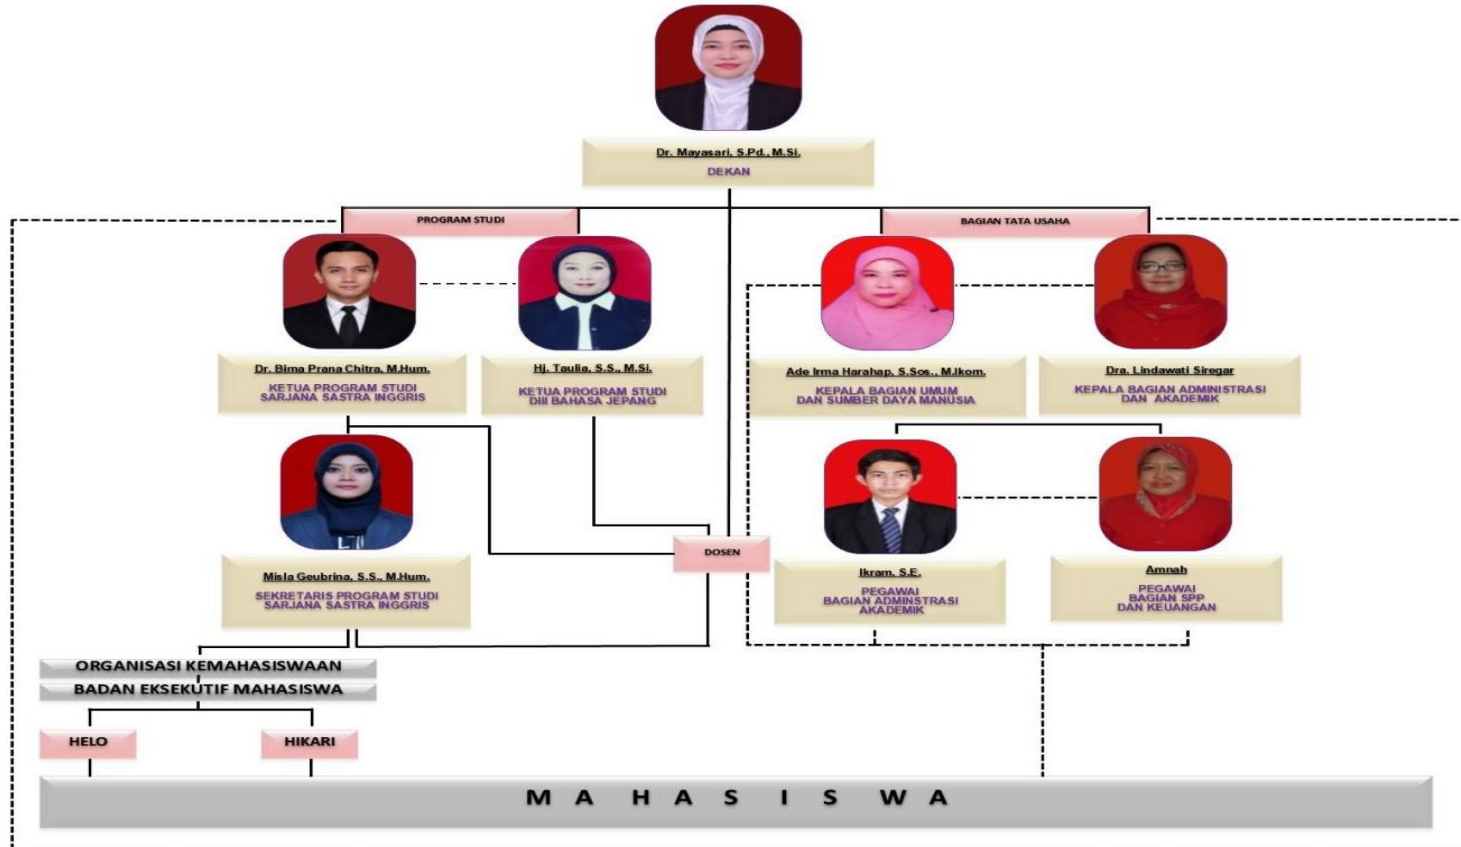 Dr. Mayasari, S.Pd., M.Si.
DEKAN
PROGRAM STUDI
BAGIAN TATA USAHA
Dr. Bima Prana Chitra, M.Hum.
KETUA PROGRAM STUDI
SARJANA SASTRA INGGRIS
Hj. Taulia, S.S., M.Si.
KETUA PROGRAM STUDI
DIII BAHASA JEPANG
Ade Irma Harahap, S.Sos., M.Ikom.
KEPALA BAGIAN UMUM
DAN SUMBER DAYA MANUSIA
Dra. Lindawati Siregar
KEPALA BAGIAN ADMINISTRASI
DAN AKADEMIK
Misla Geubrina, S.S., M.Hum.
SEKRETARIS PROGRAM STUDI
SARJANA SASTRA INGGRIS
DOSEN
Ikram, S.E.
PEGAWAI
BAGIAN ADMINSTRASI
AKADEMIK
Amnah
PEGAWAI
BAGIAN SPP
DAN KEUANGAN
ORGANISASI KEMAHASISWAAN
BADAN EKSEKUTIF MAHASISWA
HELO
HIKARI
M A H A S I S W A